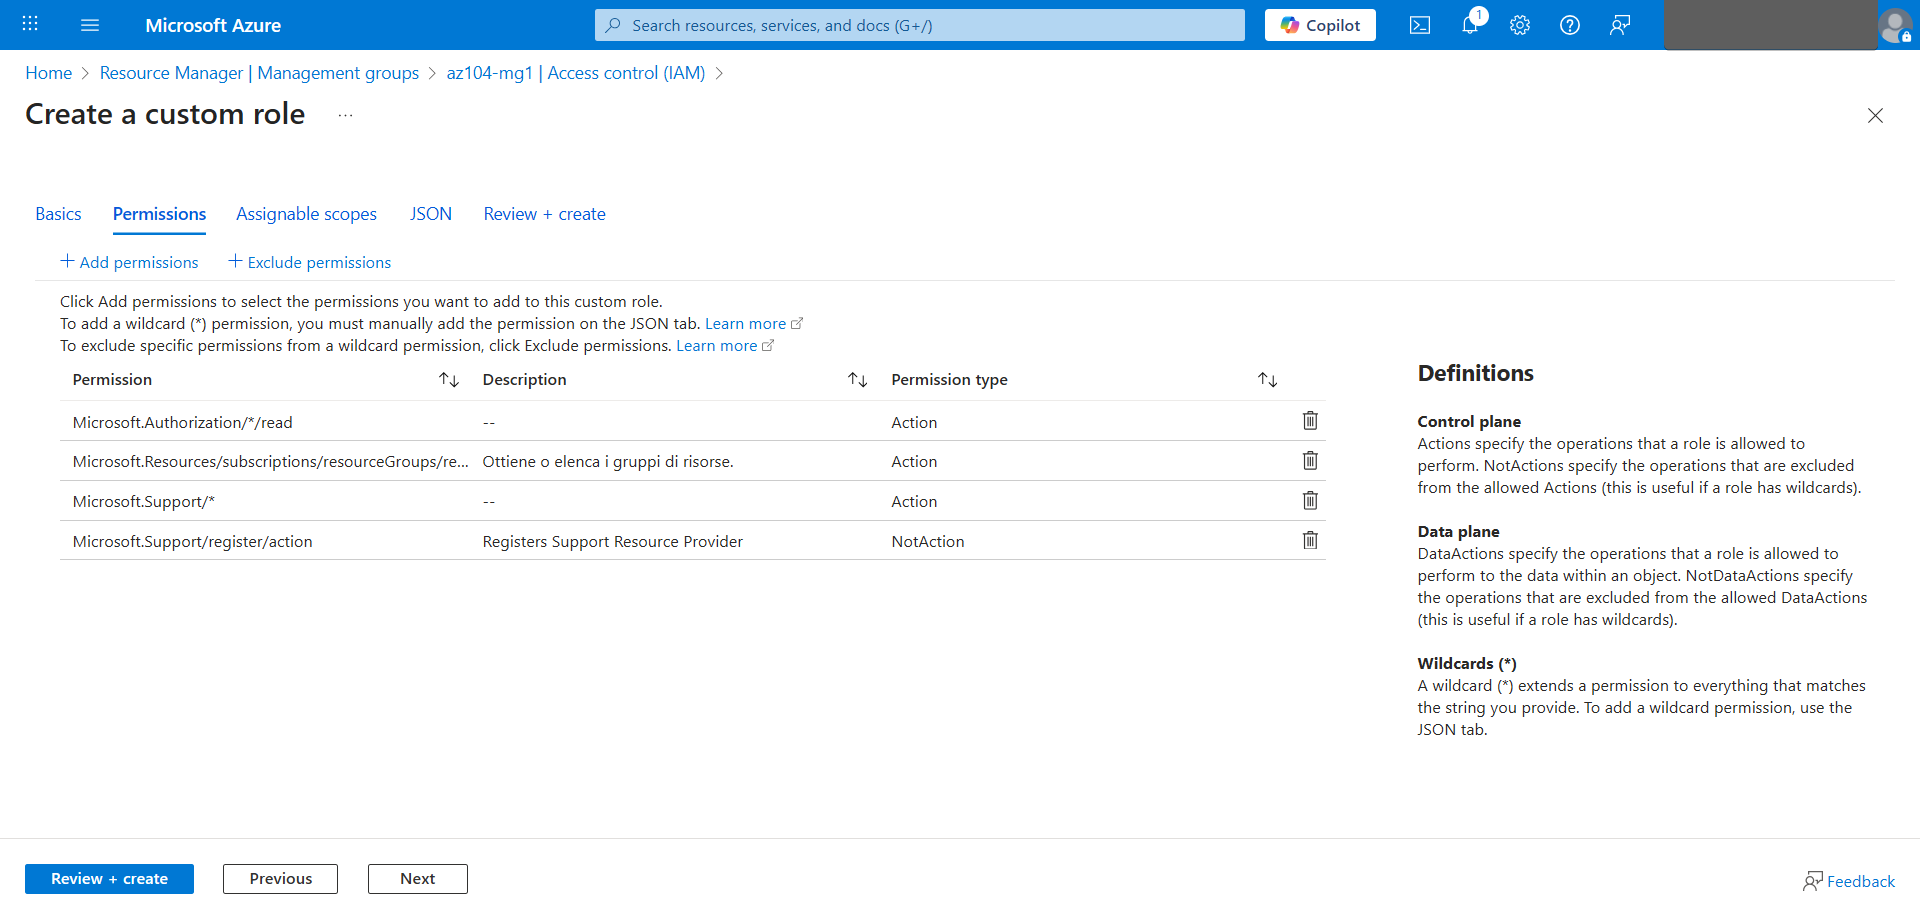 Microsoft Azure
Search resources, services, and docs (G+/)
Copilot
1
Home > Resource Manager | Management groups > az104-mg1 | Access control (IAM) >
Create a custom role ...
Basics Permissions Assignable scopes JSON Review + create
+ Add permissions + Exclude permissions
Click Add permissions to select the permissions you want to add to this custom role.
To add a wildcard (*) permission, you must manually add the permission on the JSON tab. Learn more
To exclude specific permissions from a wildcard permission, click Exclude permissions. Learn more
Permission Description Permission type
Microsoft.Authorization/*/read -- Action
Microsoft.Resources/subscriptions/resourceGroups/re... Ottiene o elenca i gruppi di risorse. Action
Microsoft.Support/* -- Action
Microsoft.Support/register/action Registers Support Resource Provider NotAction
Definitions
Control plane
Actions specify the operations that a role is allowed to
perform. NotActions specify the operations that are excluded
from the allowed Actions (this is useful if a role has wildcards).
Data plane
DataActions specify the operations that a role is allowed to
perform to the data within an object. NotDataActions specify
the operations that are excluded from the allowed DataActions
(this is useful if a role has wildcards).
Wildcards (*)
A wildcard (*) extends a permission to everything that matches
the string you provide. To add a wildcard permission, use the
JSON tab.
Review + create Previous Next
Feedback